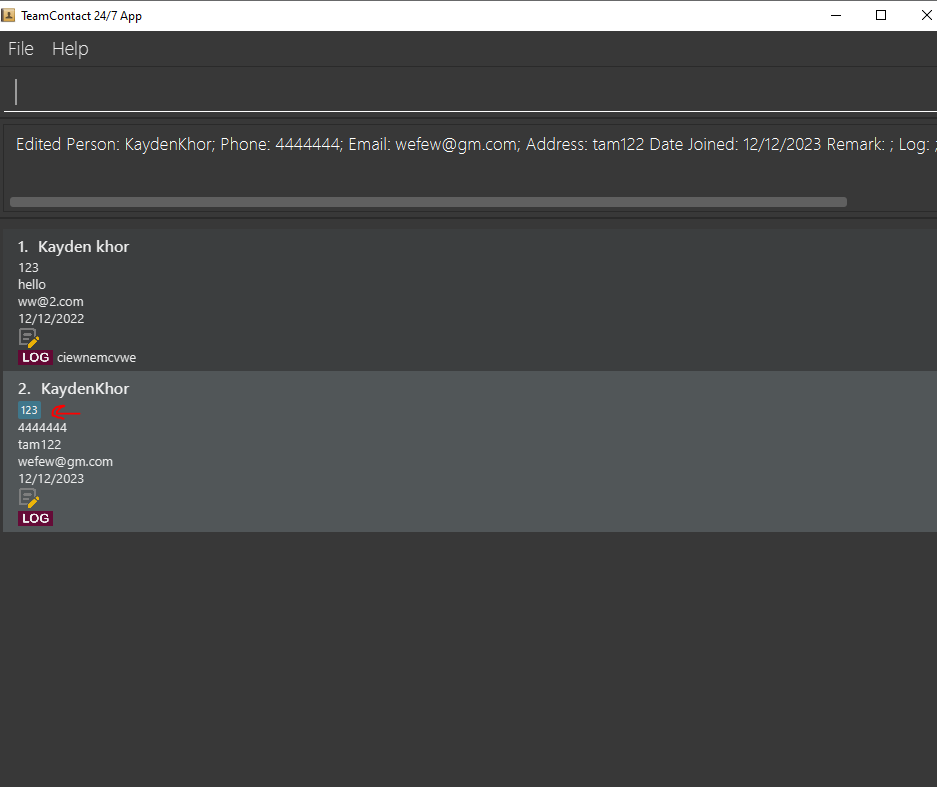 TeamContact 24/7 App
File Help
Edited Person: KaydenKhor; Phone: 4444444; Email: wefew@gm.com; Address: tam122 Date Joined: 12/12/2023 Remark: ; Log: ;
1. Kayden khor
123
hello
ww@2.com
12/12/2022
LOG ciewnemcvwe
2. KaydenKhor
123
4444444
tam122
wefew@gm.com
12/12/2023
LOG